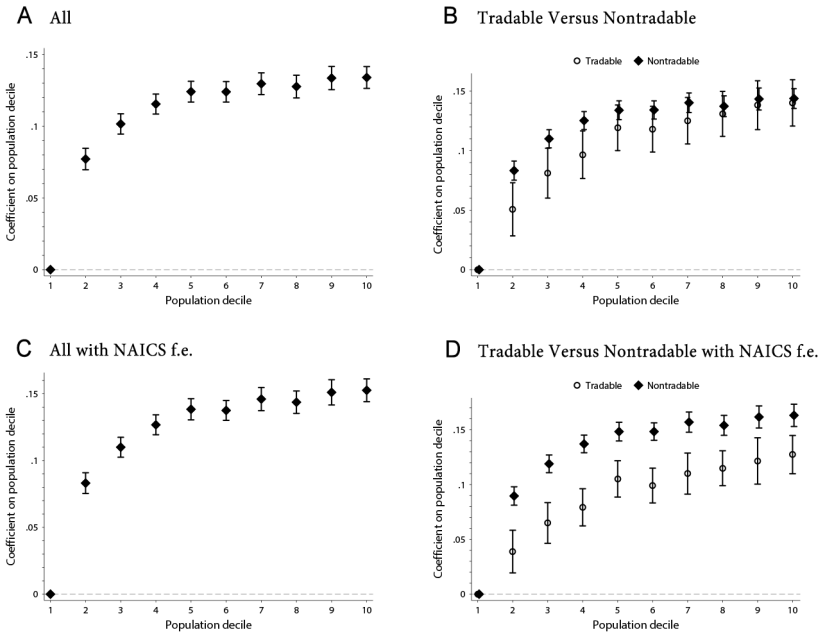 A All
.15
.1
.05
0
Coefficient on population decile
1 2 3 4 5 6 7 8 9 10
Population decile
B Tradable Versus Nontradable
Tradable Nontradable
.15
.1
.05
0
Coefficient on population decile
1 2 3 4 5 6 7 8 9 10
Population decile
C All with NAICS f.e.
.15
.1
.05
0
Coefficient on population decile
1 2 3 4 5 6 7 8 9 10
Population decile
D Tradable Versus Nontradable with NAICS f.e.
Tradable Nontradable
.15
.1
.05
0
Coefficient on population decile
1 2 3 4 5 6 7 8 9 10
Population decile